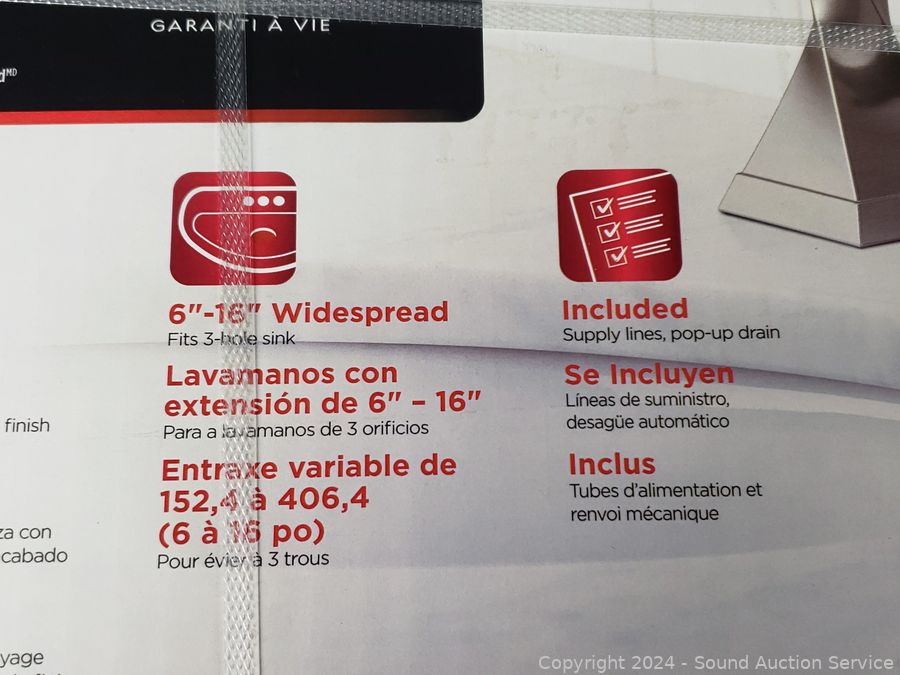 GARANTI À VIE
MD
6"-16" Widespread
Fits 3-hole sink
Lavamanos con
extensión de 6" – 16"
Para a lavamanos de 3 orificios
Entraxe variable de
152,4 à 406,4
(6 à 16 po)
Pour évier à 3 trous
Included
Supply lines, pop-up drain
Se Incluyen
Líneas de suministro,
desagüe automático
Inclus
Tubes d'alimentation et
renvoi mécanique
finish
con
Copyright 2024 - Sound Auction Service